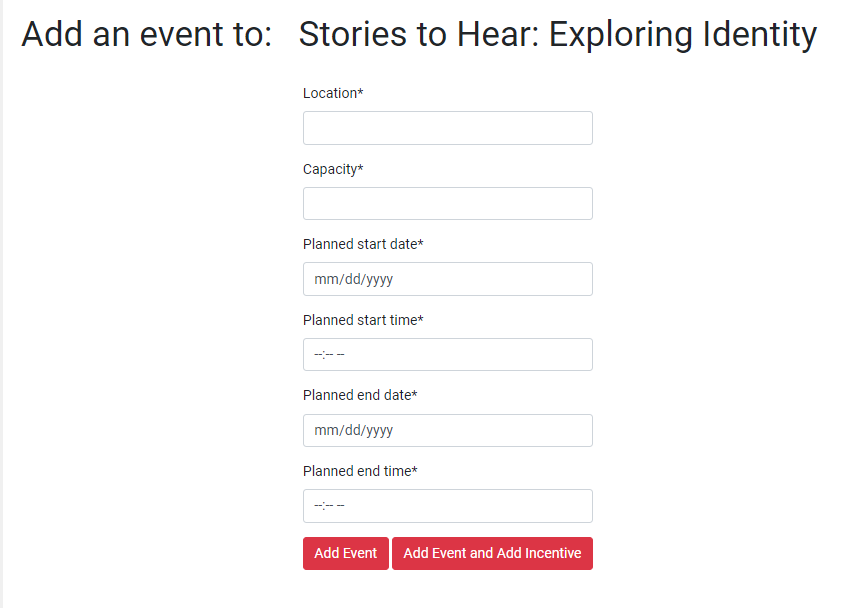 Add an event to: Stories to Hear: Exploring Identity
Location*
Capacity*
Planned start date*
mm/dd/yyyy
Planned start time*
--:-- --
Planned end date*
mm/dd/yyyy
Planned end time*
--:-- --
Add Event Add Event and Add Incentive